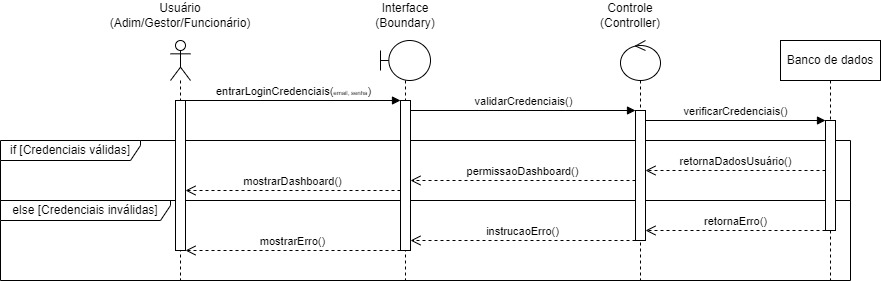 Usuário
(Adim/Gestor/Funcionário)
Interface
(Boundary)
Controle
(Controller)
Banco de dados
entrarLoginCredenciais(email, senha)
validarCredenciais()
verificarCredenciais()
if [Credenciais válidas]
retornaDadosUsuário()
permissaoDashboard()
mostrarDashboard()
else [Credenciais inválidas]
retornaErro()
instrucaoErro()
mostrarErro()